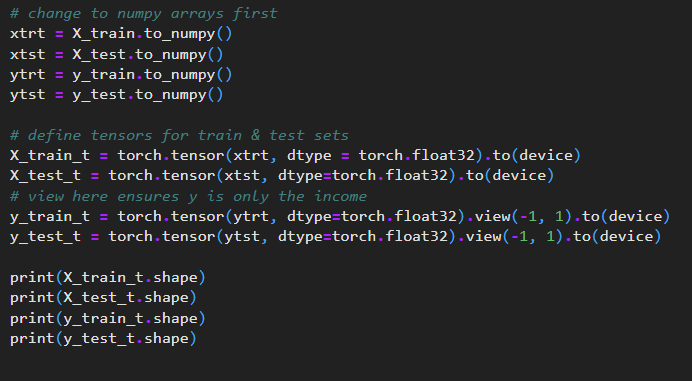 # change to numpy arrays first
xtrt = X_train.to_numpy()
xtst = X_test.to_numpy()
ytrt = y_train.to_numpy()
ytst = y_test.to_numpy()
# define tensors for train & test sets
X_train_t = torch.tensor(xtrt, dtype = torch.float32).to(device)
X_test_t = torch.tensor(xtst, dtype=torch.float32).to(device)
# view here ensures y is only the income
y_train_t = torch.tensor(ytrt, dtype=torch.float32).view(-1, 1).to(device)
y_test_t = torch.tensor(ytst, dtype=torch.float32).view(-1, 1).to(device)
print(X_train_t.shape)
print(X_test_t.shape)
print(y_train_t.shape)
print(y_test_t.shape)